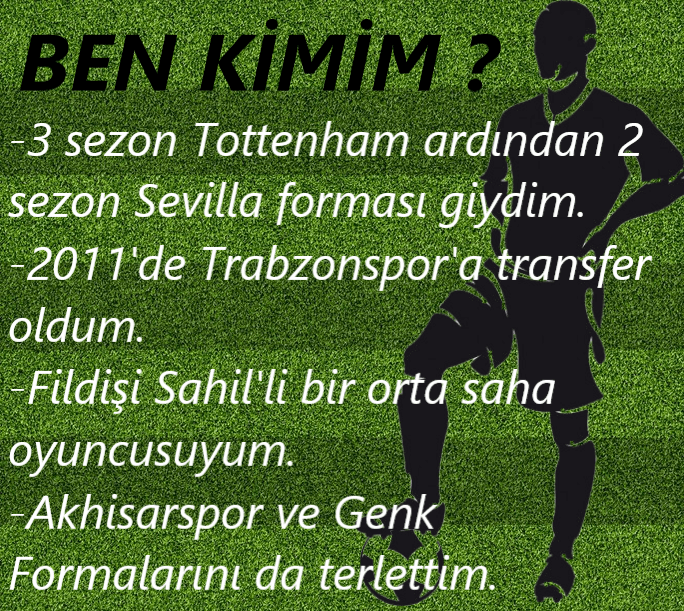 BEN KİMİM ?
-3 sezon Tottenham ardından 2
sezon Sevilla forması giydim.
-2011'de Trabzonspor'a transfer
oldum.
-Fildişi Sahil'li bir orta saha
oyuncusuyum.
-Akhisarspor ve Genk
Formalarını da terlettim.